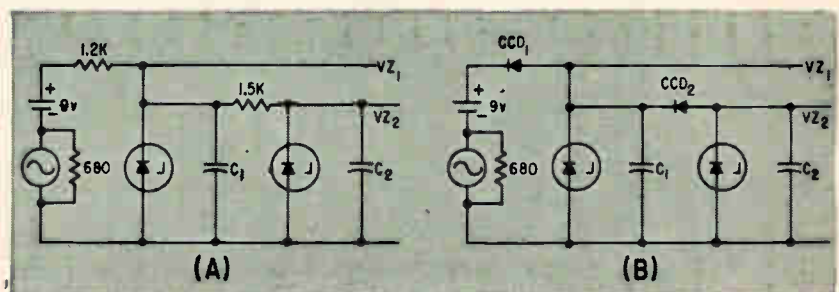 1.2K
VZ₁
+
9v
-
1.5K
VZ₂
680
C₁
C₂
(A)
CCD₁
VZ₁
+
9v
-
CCD₂
VZ₂
680
C₁
C₂
(B)